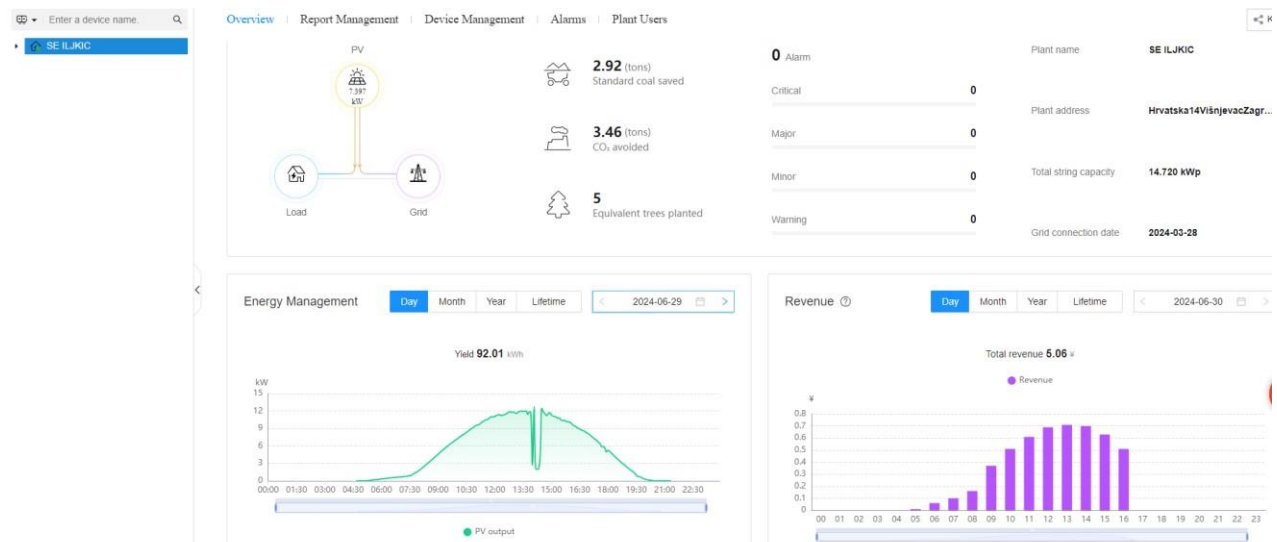 Enter a device name.
SE ILJKIC
Overview
Report Management
Device Management
Alarms
Plant Users
PV
7.397
kW
Load
Grid
2.92 (tons)
Standard coal saved
3.46 (tons)
CO₂ avoided
5
Equivalent trees planted
0 Alarm
Critical 0
Major 0
Minor 0
Warning 0
Plant name SE ILJKIC
Plant address Hrvatska14VišnjevacZagr...
Total string capacity 14.720 kWp
Grid connection date 2024-03-28
Energy Management
Day
Month
Year
Lifetime
2024-06-29
Yield 92.01 kWh
kW
15
12
9
6
3
0
00:00 01:30 03:00 04:30 06:00 07:30 09:00 10:30 12:00 13:30 15:00 16:30 18:00 19:30 21:00 22:30
PV output
Revenue
Day
Month
Year
Lifetime
2024-06-30
Total revenue 5.06 ¥
Revenue
¥
0.8
0.7
0.6
0.5
0.4
0.3
0.2
0.1
0
00 01 02 03 04 05 06 07 08 09 10 11 12 13 14 15 16 17 18 19 20 21 22 23